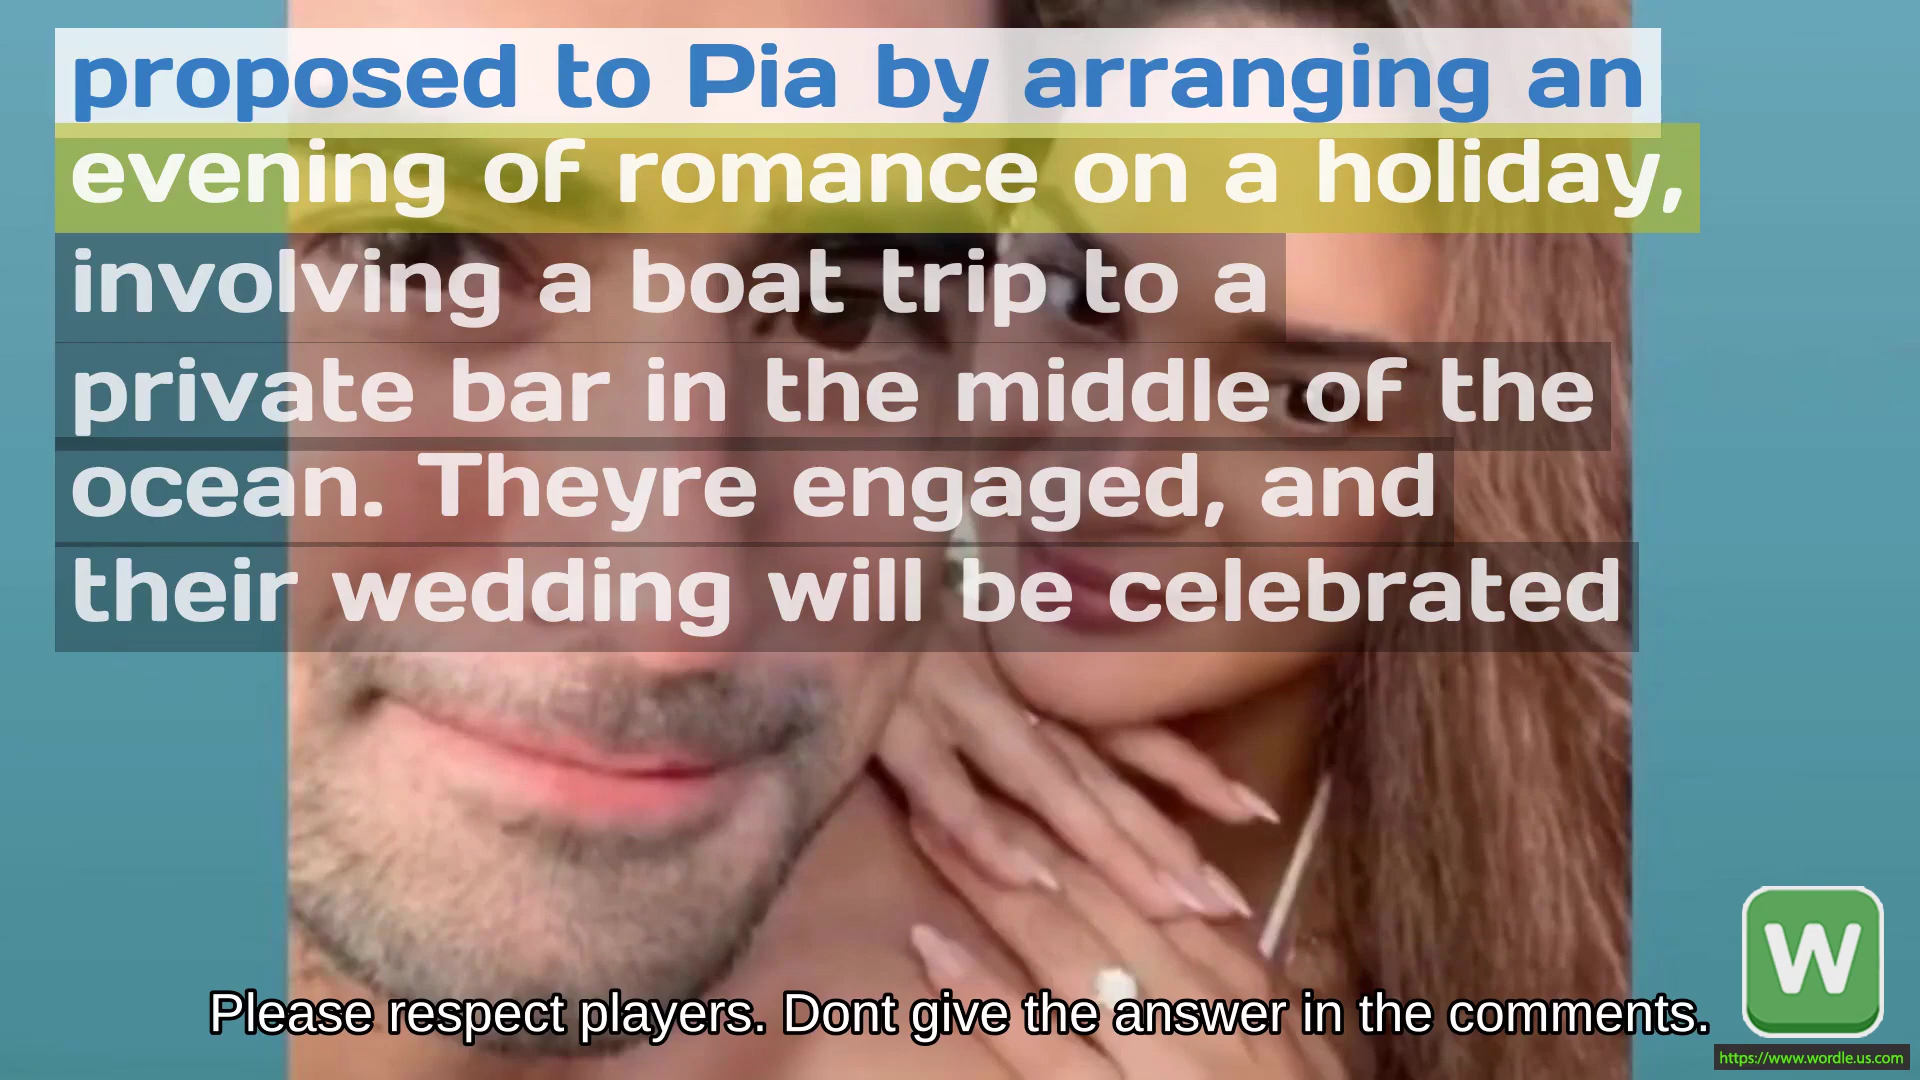 proposed to Pia by arranging an
evening of romance on a holiday,
involving a boat trip to a
private bar in the middle of the
ocean. Theyre engaged, and
their wedding will be celebrated
Please respect players. Dont give the answer in the comments.
W
https://www.wordle.us.com